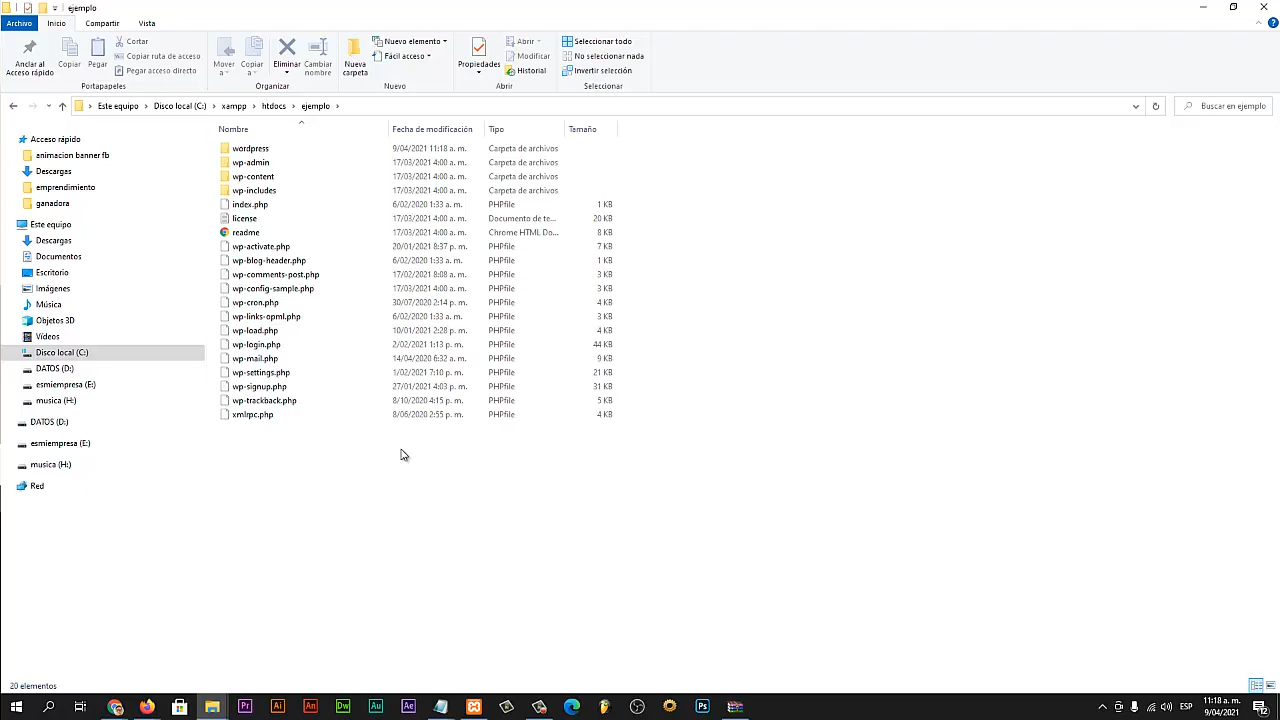 ejemplo
Archivo Inicio Compartir Vista
Anclar al Acceso rápido
Copiar
Pegar
Cortar
Copiar ruta de acceso
Pegar acceso directo
Portapapeles
Mover a
Copiar a
Eliminar
Cambiar nombre
Organizar
Nueva carpeta
Nuevo elemento
Fácil acceso
Nuevo
Propiedades
Abrir
Modificar
Historial
Abrir
Seleccionar todo
No seleccionar nada
Invertir selección
Seleccionar
Este equipo > Disco local (C:) > xampp > htdocs > ejemplo >
Buscar en ejemplo
Acceso rápido
animacion banner fb
Descargas
emprendimiento
ganadora
Este equipo
Descargas
Documentos
Escritorio
Imágenes
Música
Objetos 3D
Vídeos
Disco local (C:)
DATOS (D:)
esmiempresa (E:)
musica (H:)
DATOS (D:)
esmiempresa (E:)
musica (H:)
Red
Nombre Fecha de modificación Tipo Tamaño
wordpress 9/04/2021 11:18 a. m. Carpeta de archivos
wp-admin 17/03/2021 4:00 a. m. Carpeta de archivos
wp-content 17/03/2021 4:00 a. m. Carpeta de archivos
wp-includes 17/03/2021 4:00 a. m. Carpeta de archivos
index.php 6/02/2020 1:33 a. m. PHPfile 1 KB
license 17/03/2021 4:00 a. m. Documento de te... 20 KB
readme 17/03/2021 4:00 a. m. Chrome HTML Do... 8 KB
wp-activate.php 20/01/2021 8:37 p. m. PHPfile 7 KB
wp-blog-header.php 6/02/2020 1:33 a. m. PHPfile 1 KB
wp-comments-post.php 17/02/2021 8:08 a. m. PHPfile 3 KB
wp-config-sample.php 17/03/2021 4:00 a. m. PHPfile 3 KB
wp-cron.php 30/07/2020 2:14 p. m. PHPfile 4 KB
wp-links-opml.php 6/02/2020 1:33 a. m. PHPfile 3 KB
wp-load.php 10/01/2021 2:28 p. m. PHPfile 4 KB
wp-login.php 2/02/2021 1:13 p. m. PHPfile 44 KB
wp-mail.php 14/04/2020 6:32 a. m. PHPfile 9 KB
wp-settings.php 1/02/2021 7:10 p. m. PHPfile 21 KB
wp-signup.php 27/01/2021 4:03 p. m. PHPfile 31 KB
wp-trackback.php 8/10/2020 4:15 p. m. PHPfile 5 KB
xmlrpc.php 8/06/2020 2:55 p. m. PHPfile 4 KB
20 elementos
Pr Ai An Dw Au Ae Ps
ESP
11:18 a. m.
9/04/2021